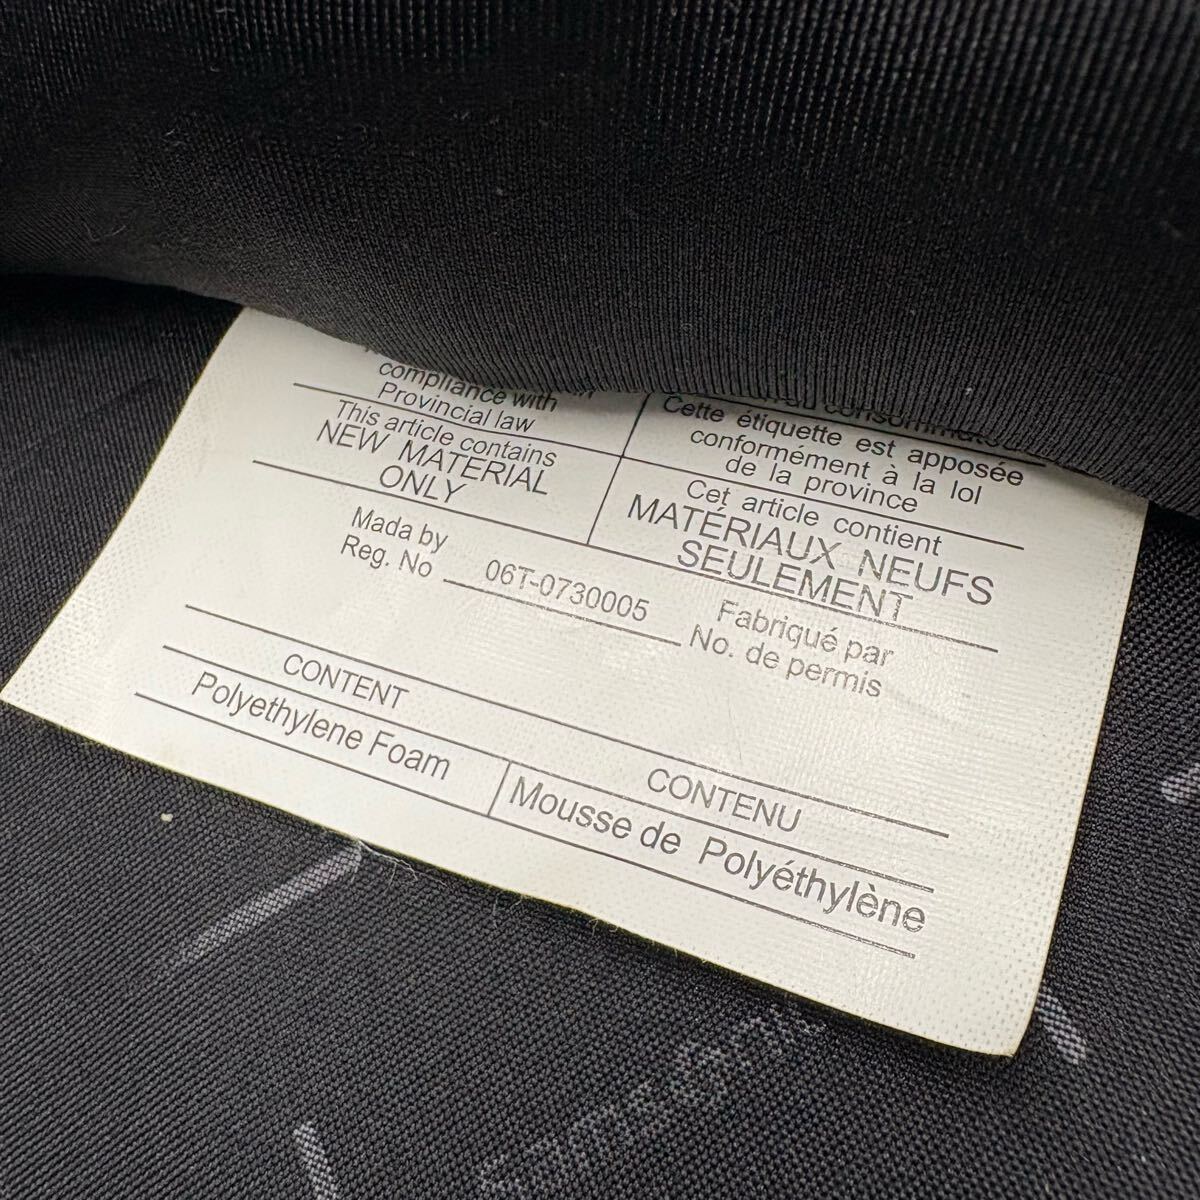 compliance with
Provincial law
This article contains
NEW MATERIAL
ONLY
Cette étiquette est apposée
conformément à la lol
de la province
Cet article contient
MATÉRIAUX NEUFS
SEULEMENT
Mada by
Reg. No
06T-0730005
Fabriqué par
No. de permis
CONTENT
CONTENU
Polyethylene Foam
Mousse de Polyéthylène